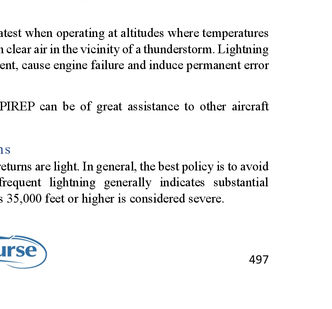 atest when operating at altitudes where temperatures
n clear air in the vicinity of a thunderstorm. Lightning
ent, cause engine failure and induce permanent error
PIREP can be of great assistance to other aircraft
ns
returns are light. In general, the best policy is to avoid
frequent lightning generally indicates substantial
s 35,000 feet or higher is considered severe.
urse
497